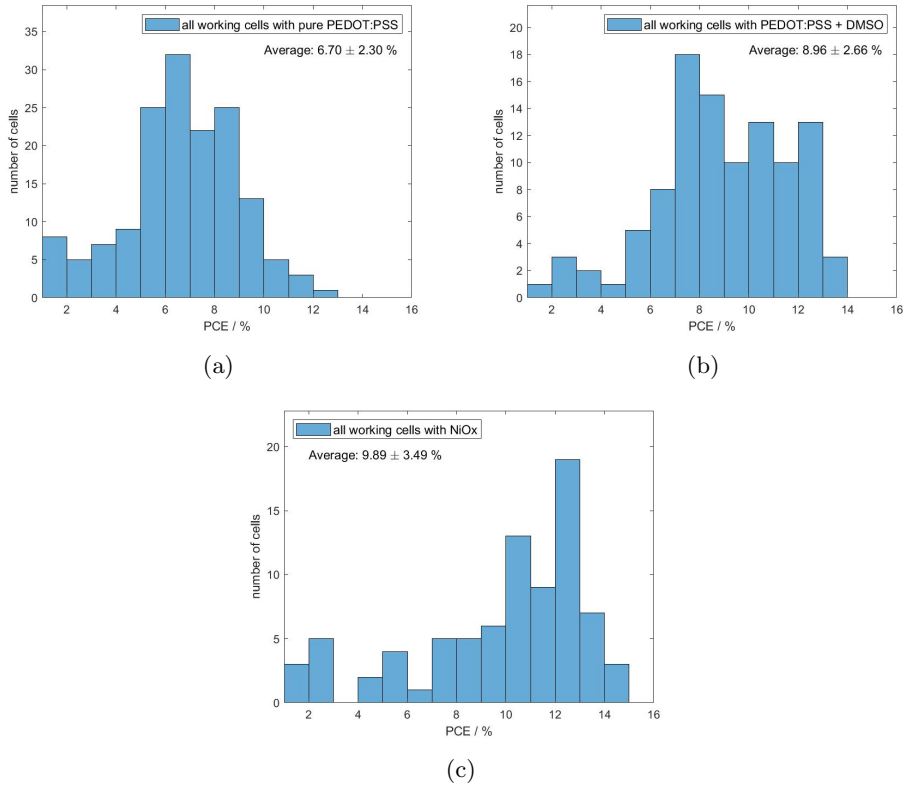 all working cells with pure PEDOT:PSS
Average: 6.70 ± 2.30 %
35
30
25
20
15
10
5
0
number of cells
2 4 6 8 10 12 14 16
PCE / %
(a)
all working cells with PEDOT:PSS + DMSO
Average: 8.96 ± 2.66 %
20
18
16
14
12
10
8
6
4
2
0
number of cells
2 4 6 8 10 12 14 16
PCE / %
(b)
all working cells with NiOx
Average: 9.89 ± 3.49 %
20
15
10
5
0
number of cells
2 4 6 8 10 12 14 16
PCE / %
(c)